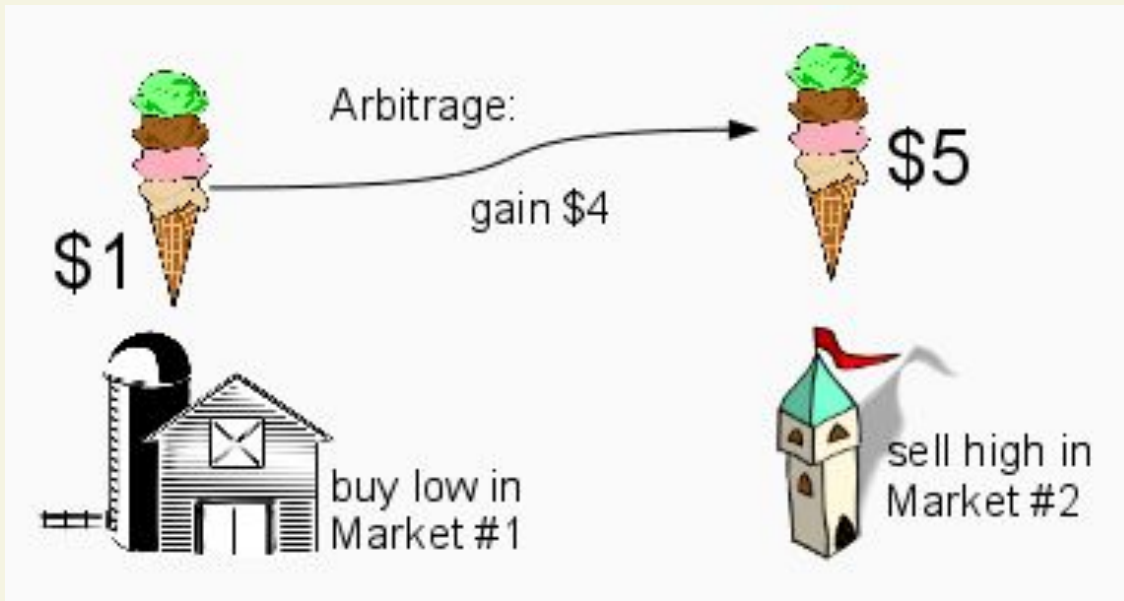 Arbitrage:
gain $4
$1
$5
buy low in
Market #1
sell high in
Market #2